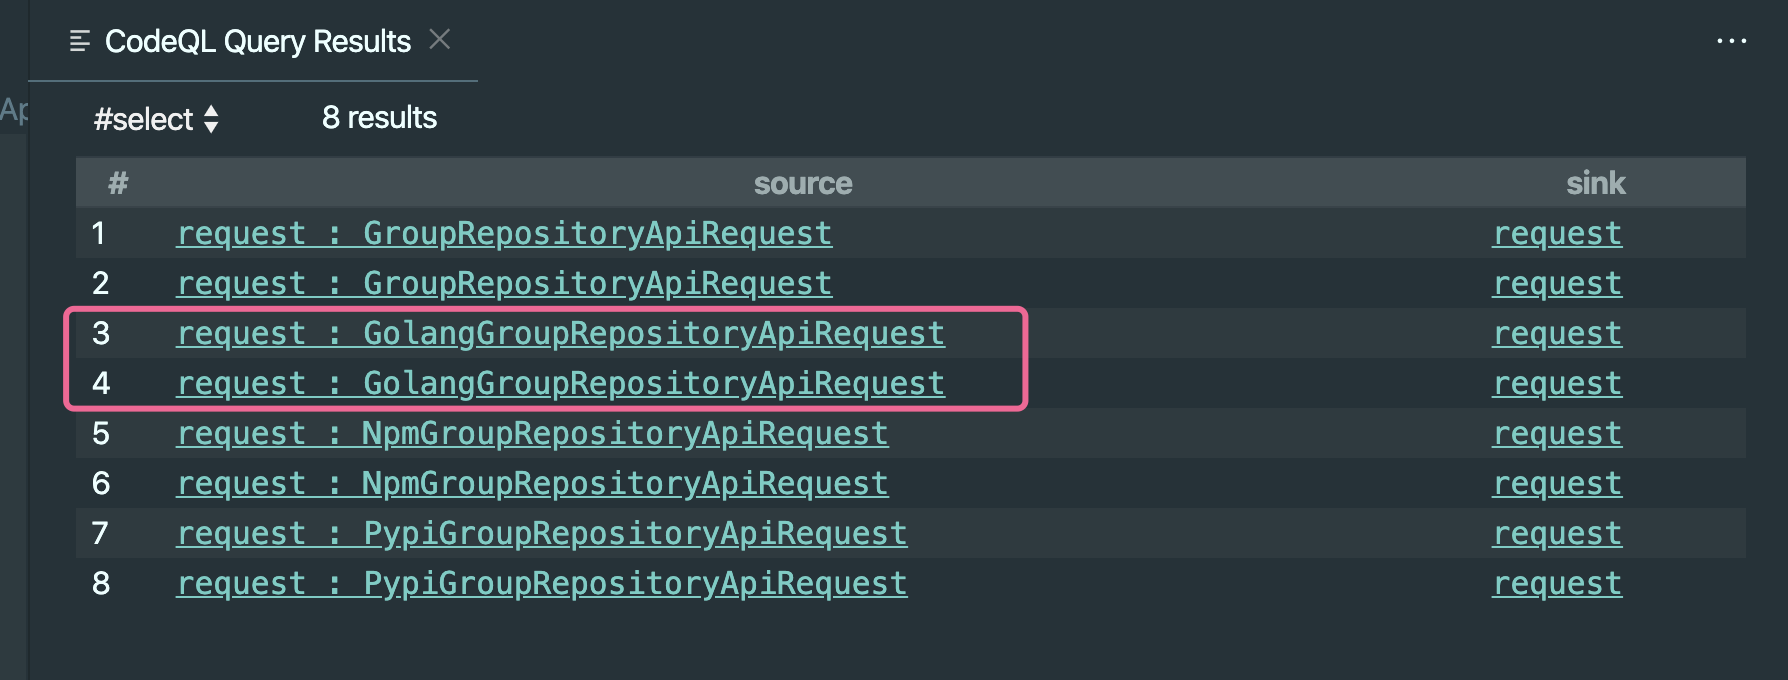 CodeQL Query Results
Ap
#select 8 results
# source sink
1 request : GroupRepositoryApiRequest request
2 request : GroupRepositoryApiRequest request
3 request : GolangGroupRepositoryApiRequest request
4 request : GolangGroupRepositoryApiRequest request
5 request : NpmGroupRepositoryApiRequest request
6 request : NpmGroupRepositoryApiRequest request
7 request : PypiGroupRepositoryApiRequest request
8 request : PypiGroupRepositoryApiRequest request